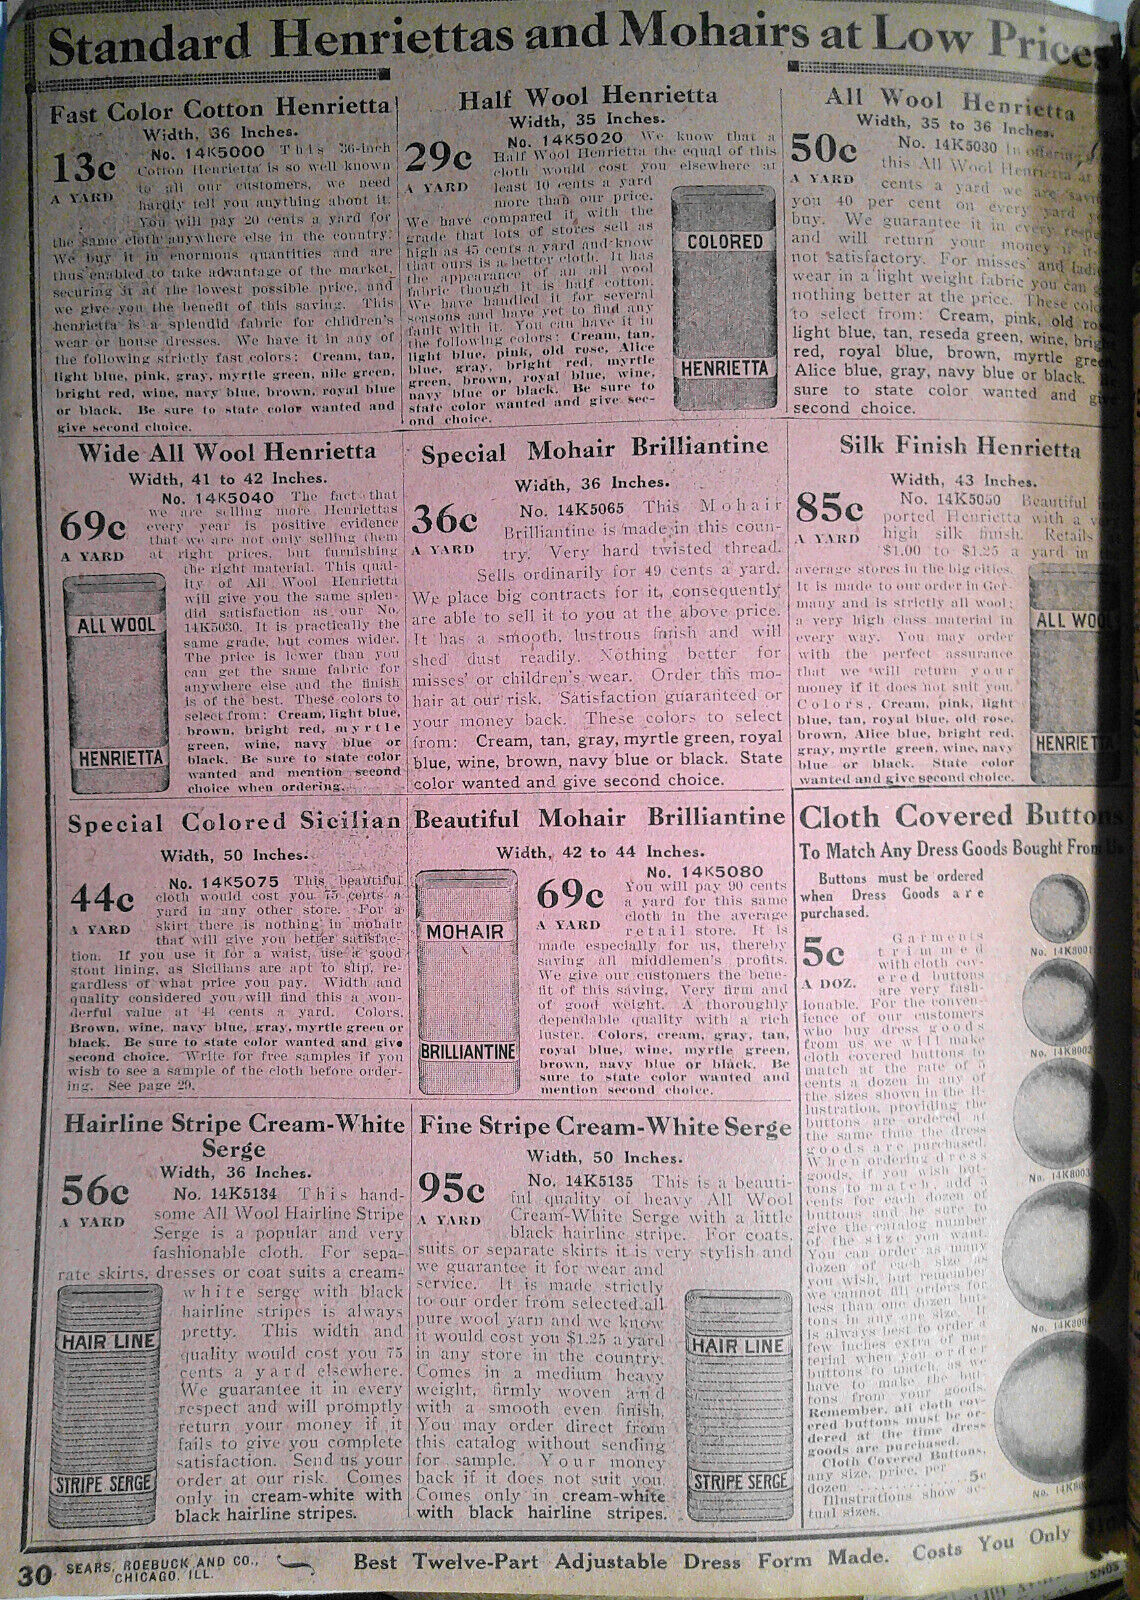 Standard Henriettas and Mohairs at Low Prices
Fast Color Cotton Henrietta
Width, 36 Inches.
13c
A YARD
No. 14K5000 This 36-inch
Cotton Henrietta is so well known
to all our customers, we need
hardly tell you anything about it.
You will pay 20 cents a yard for
the same cloth anywhere else in the country.
We buy it in enormous quantities and are
thus enabled to take advantage of the market,
securing it at the lowest possible price, and
we give you the benefit of this saving. This
henrietta is a splendid fabric for children's
wear or house dresses. We have it in any of
the following strictly fast colors: Cream, tan,
light blue, pink, gray, myrtle green, nile green,
bright red, wine, navy blue, brown, royal blue
or black. Be sure to state color wanted and
give second choice.
Half Wool Henrietta
Width, 35 Inches.
29c
A YARD
No. 14K5020 We know that a
Half Wool Henrietta the equal of this
cloth would cost you elsewhere at
least 10 cents a yard
more than our price.
We have compared it with the
grade that lots of stores sell as
high as 45 cents a yard and know
that ours is a better cloth. It has
the appearance of an all wool
fabric though it is half cotton.
We have handled it for several
seasons and have yet to find any
fault with it. You can have it in
the following colors: Cream, tan,
light blue, pink, old rose, Alice
blue, gray, bright red, myrtle
green, brown, royal blue, wine,
navy blue or black. Be sure to
state color wanted and give sec-
ond choice.
COLORED
HENRIETTA
All Wool Henrietta
Width, 35 to 36 Inches.
50c
A YARD
No. 14K5030 In offering
this All Wool Henrietta at
cents a yard we are saving
you 40 per cent on every yard
buy. We guarantee it in every respect
and will return your money if it
not satisfactory. For misses' and ladies'
wear in a light weight fabric you can
nothing better at the price. These colors
to select from: Cream, pink, old rose,
light blue, tan, reseda green, wine, bright
red, royal blue, brown, myrtle green,
Alice blue, gray, navy blue or black. Be
sure to state color wanted and give
second choice.
Wide All Wool Henrietta
Width, 41 to 42 Inches.
69c
A YARD
No. 14K5040 The fact that
we are selling more Henriettas
every year is positive evidence
that we are not only selling them
at right prices, but furnishing
the right material. This qual-
ity of All Wool Henrietta
will give you the same splen-
did satisfaction as our No.
14K5030. It is practically the
same grade, but comes wider.
The price is lower than you
can get the same fabric for
anywhere else and the finish
is of the best. These colors to
select from: Cream, light blue,
brown, bright red, myrtle
green, wine, navy blue or
black. Be sure to state color
wanted and mention second
choice when ordering.
ALL WOOL
HENRIETTA
Special Mohair Brilliantine
Width, 36 Inches.
36c
A YARD
No. 14K5065 This Mohair
Brilliantine is made in this coun-
try. Very hard twisted thread.
Sells ordinarily for 49 cents a yard.
We place big contracts for it, consequently
are able to sell it to you at the above price.
It has a smooth, lustrous finish and will
shed dust readily. Nothing better for
misses' or children's wear. Order this mo-
hair at our risk. Satisfaction guaranteed or
your money back. These colors to select
from: Cream, tan, gray, myrtle green, royal
blue, wine, brown, navy blue or black. State
color wanted and give second choice.
Silk Finish Henrietta
Width, 43 Inches.
85c
A YARD
No. 14K5050 Beautiful
ported Henrietta with a very
high silk finish. Retails
$1.00 to $1.25 a yard in
average stores in the big cities.
It is made to our order in Ger-
many and is strictly all wool;
a very high class material in
every way. You may order
with the perfect assurance
that we will return your
money if it does not suit you.
Colors, Cream, pink, light
blue, tan, royal blue, old rose,
brown, Alice blue, bright red,
gray, myrtle green, wine, navy
blue or black. State color
wanted and give second choice.
ALL WOOL
HENRIETTA
Special Colored Sicilian
Width, 50 Inches.
44c
A YARD
No. 14K5075 This beautiful
cloth would cost you 75 cents a
yard in any other store. For a
skirt there is nothing in mohair
that will give you better satisfac-
tion. If you use it for a waist, use a good
stout lining, as Sicilians are apt to slip, re-
gardless of what price you pay. Width and
quality considered you will find this a won-
derful value at 44 cents a yard. Colors,
Brown, wine, navy blue, gray, myrtle green or
black. Be sure to state color wanted and give
second choice. Write for free samples if you
wish to see a sample of the cloth before order-
ing. See page 29.
Beautiful Mohair Brilliantine
Width, 42 to 44 Inches.
69c
A YARD
No. 14K5080
You will pay 90 cents
a yard for this same
cloth in the average
retail store. It is
made especially for us, thereby
saving all middlemen's profits.
We give our customers the bene-
fit of this saving. Very firm and
of good weight. A thoroughly
dependable quality with a rich
luster. Colors, cream, gray, tan,
royal blue, wine, myrtle green,
brown, navy blue or black. Be
sure to state color wanted and
mention second choice.
MOHAIR
BRILLIANTINE
Cloth Covered Buttons
To Match Any Dress Goods Bought From Us
Buttons must be ordered
when Dress Goods are
purchased.
5c
A DOZ.
Garments
trimmed
with cloth cov-
ered buttons
are very fash-
ionable. For the conven-
ience of our customers
who buy dress goods
from us we will make
cloth covered buttons to
match at the rate of 5
cents a dozen in any of
the sizes shown in the il-
lustration, providing the
buttons are ordered at
the same time the dress
goods are purchased.
When ordering dress
goods, if you wish but-
tons to match, add 5
cents for each dozen of
buttons and be sure to
give the catalog number
of the size you want.
You can order as many
dozen of each size as
you wish, but remember
we cannot fill orders for
less than one dozen but-
tons in any one size. It
is always best to order a
few inches extra of ma-
terial when you order
buttons to match, as we
have to make the but-
tons from your goods.
Remember, all cloth cov-
ered buttons must be or-
dered at the time dress
goods are purchased.
Cloth Covered Buttons,
any size, price, per
dozen ..........5c
Illustrations show ac-
tual sizes.
No. 14K8001
No. 14K8002
No. 14K8003
No. 14K8004
Hairline Stripe Cream-White
Serge
Width, 36 Inches.
56c
A YARD
No. 14K5134 This hand-
some All Wool Hairline Stripe
Serge is a popular and very
fashionable cloth. For sepa-
rate skirts, dresses or coat suits a cream-
white serge with black
hairline stripes is always
pretty. This width and
quality would cost you 75
cents a yard elsewhere.
We guarantee it in every
respect and will promptly
return your money if it
fails to give you complete
satisfaction. Send us your
order at our risk. Comes
only in cream-white with
black hairline stripes.
HAIR LINE
STRIPE SERGE
Fine Stripe Cream-White Serge
Width, 50 Inches.
95c
A YARD
No. 14K5135 This is a beauti-
ful quality of heavy All Wool
Cream-White Serge with a little
black hairline stripe. For coats,
suits or separate skirts it is very stylish and
we guarantee it for wear and
service. It is made strictly
to our order from selected all
pure wool yarn and we know
it would cost you $1.25 a yard
in any store in the country.
Comes in a medium heavy
weight, firmly woven and
with a smooth even finish.
You may order direct from
this catalog without sending
for sample. Your money
back if it does not suit you.
Comes only in cream-white
with black hairline stripes.
HAIR LINE
STRIPE SERGE
30 SEARS, ROEBUCK AND CO.,
CHICAGO, ILL.
Best Twelve-Part Adjustable Dress Form Made. Costs You Only